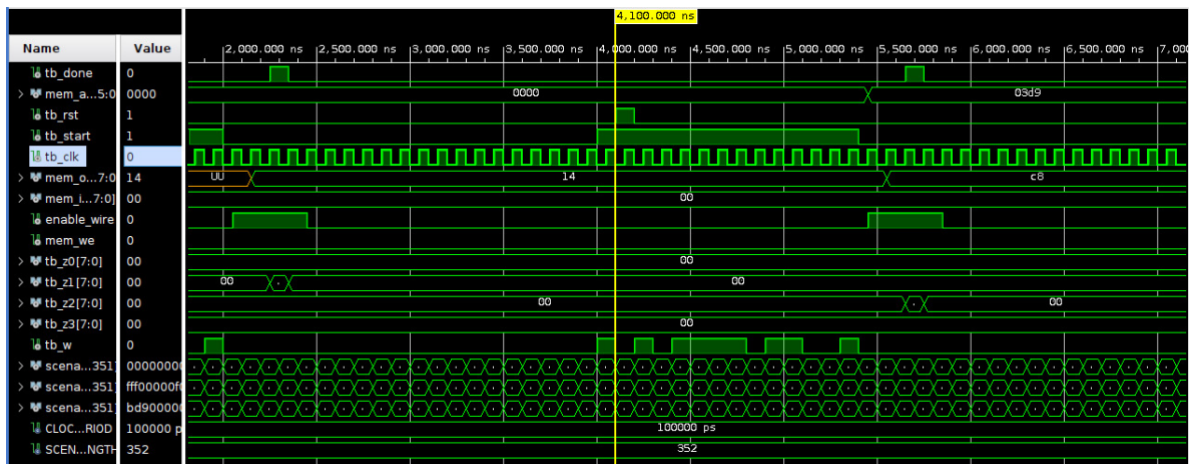 4,100.000 ns
Name Value
2,000.000 ns 2,500.000 ns 3,000.000 ns 3,500.000 ns 4,000.000 ns 4,500.000 ns 5,000.000 ns 5,500.000 ns 6,000.000 ns 6,500.000 ns 7,00
tb_done 0
mem_a...5:0 0000 0000 03d9
tb_rst 1
tb_start 1
tb_clk 0
mem_o...7:0 14 UU 14 c8
mem_i...7:0] 00 00
enable_wire 0
mem_we 0
tb_z0[7:0] 00 00
tb_z1[7:0] 00 00 00
tb_z2[7:0] 00 00 00
tb_z3[7:0] 00 00
tb_w 0
scena...351] 00000000
scena...351] fff00000f
scena...351] bd900000
CLOC...RIOD 100000 p 100000 ps
SCEN...NGTH 352 352